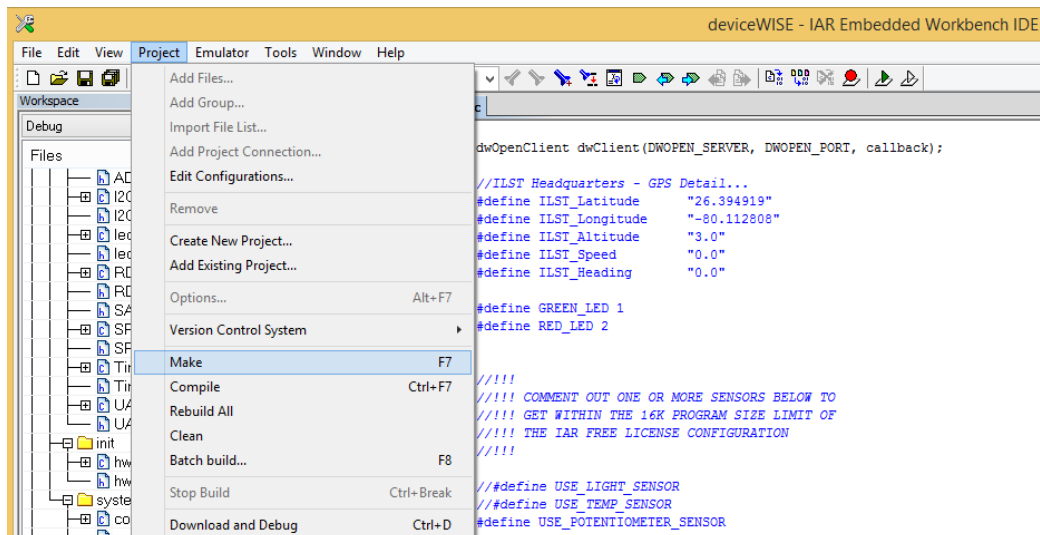 deviceWISE - IAR Embedded Workbench IDE
File Edit View Project Emulator Tools Window Help
Workspace
Debug
Files
I2C
I2C
init
Add Files...
Add Group...
Import File List...
Add Project Connection...
Edit Configurations...
Remove
Create New Project...
Add Existing Project...
Options... Alt+F7
Version Control System
Make F7
Compile Ctrl+F7
Rebuild All
Clean
Batch build... F8
Stop Build Ctrl+Break
Download and Debug Ctrl+D
c
dwOpenClient dwClient(DWOPEN_SERVER, DWOPEN_PORT, callback);
//ILST Headquarters - GPS Detail...
#define ILST_Latitude "26.394919"
#define ILST_Longitude "-80.112808"
#define ILST_Altitude "3.0"
#define ILST_Speed "0.0"
#define ILST_Heading "0.0"
#define GREEN_LED 1
#define RED_LED 2
//!!!
//!!! COMMENT OUT ONE OR MORE SENSORS BELOW TO
//!!! GET WITHIN THE 16K PROGRAM SIZE LIMIT OF
//!!! THE IAR FREE LICENSE CONFIGURATION
//!!!
//#define USE_LIGHT_SENSOR
//#define USE_TEMP_SENSOR
#define USE_POTENTIOMETER_SENSOR